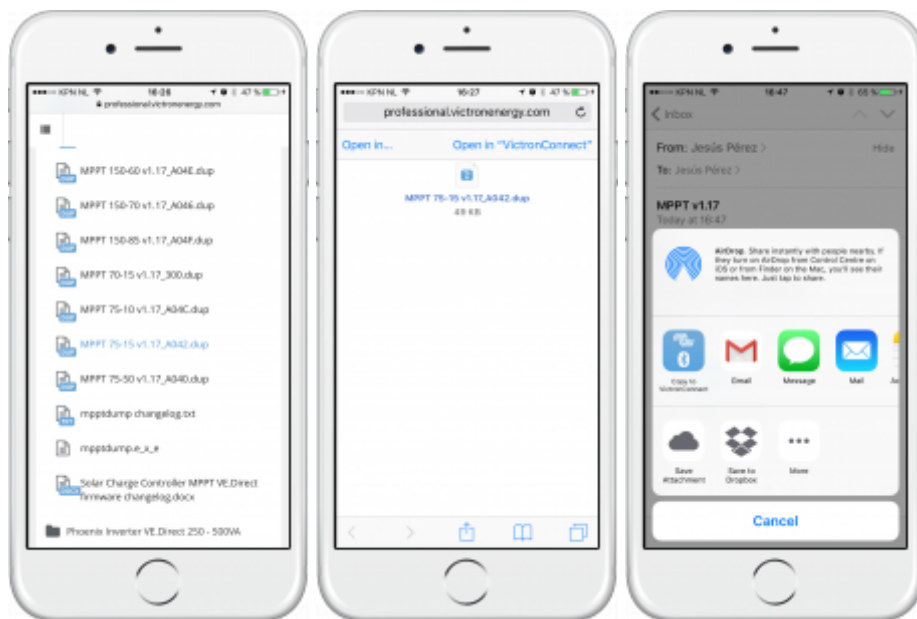 KPN NL 16:26 47 %
professional.victronenergy.com
MPPT 150-60 v1.17_A04E.dup
MPPT 150-70 v1.17_A046.dup
MPPT 150-85 v1.17_A04F.dup
MPPT 70-15 v1.17_300.dup
MPPT 75-10 v1.17_A04C.dup
MPPT 75-15 v1.17_A042.dup
MPPT 75-50 v1.17_A040.dup
mpptdump changelog.txt
mpptdump.e_x_e
Solar Charge Controller MPPT VE.Direct
firmware changelog.docx
Phoenix Inverter VE.Direct 250 - 500VA
KPN NL 16:27 47 %
professional.victronenergy.com
Open in... Open in "VictronConnect"
MPPT 75-15 v1.17_A042.dup
49 KB
KPN NL 16:47 65 %
Inbox
From: Jesús Pérez Hide
To: Jesús Pérez
MPPT v1.17
Today at 16:47
AirDrop. Share instantly with people nearby. If
they turn on AirDrop from Control Centre on
iOS or from Finder on the Mac, you'll see their
names here. Just tap to share.
Copy to
VictronConnect
Email
Message
Mail
Save
Attachment
Save to
Dropbox
More
Cancel